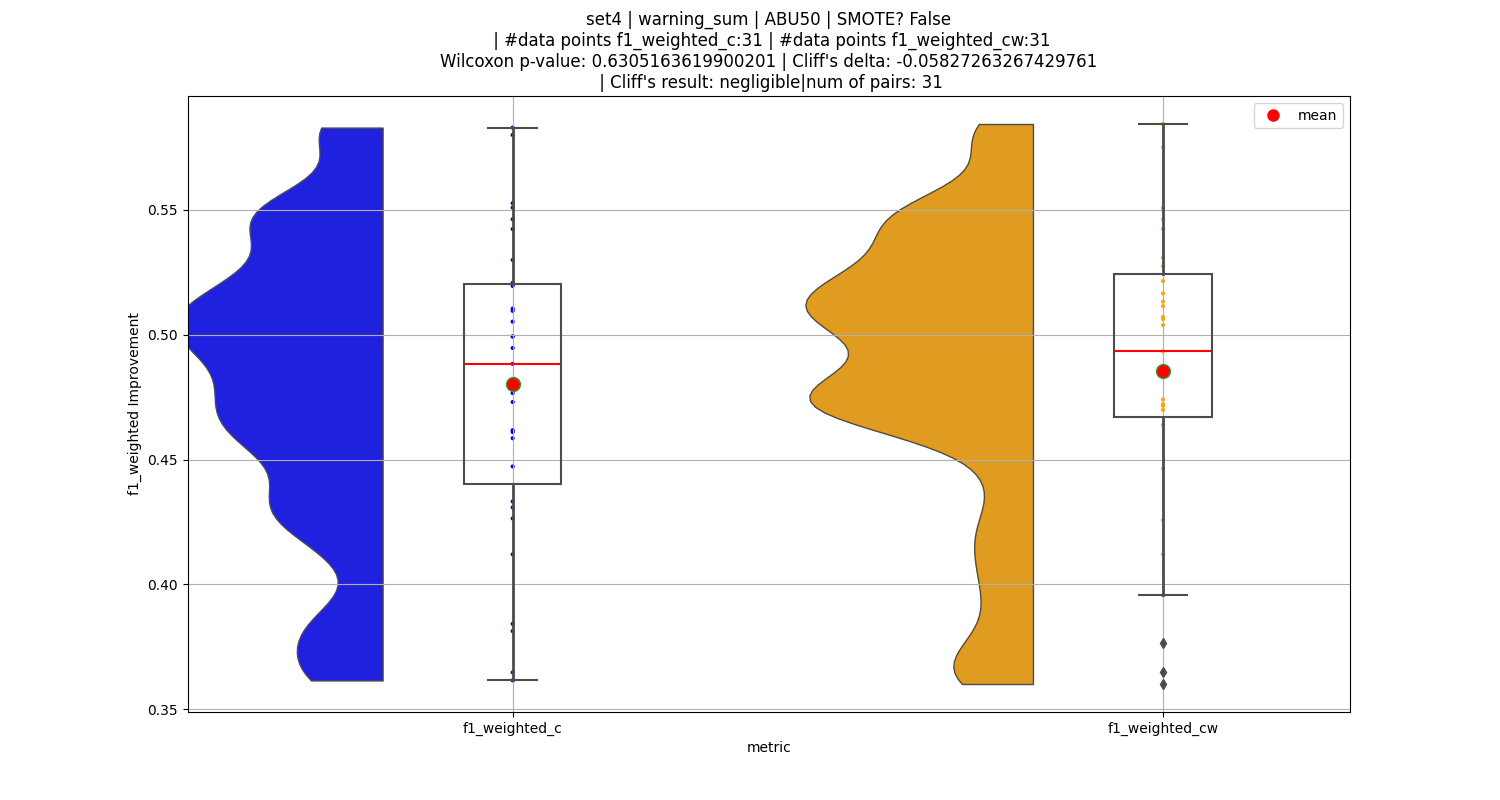 set4 | warning_sum | ABU50 | SMOTE? False
| #data points f1_weighted_c:31 | #data points f1_weighted_cw:31
Wilcoxon p-value: 0.6305163619900201 | Cliff's delta: -0.05827263267429761
| Cliff's result: negligible|num of pairs: 31
mean
f1_weighted Improvement
0.55
0.50
0.45
0.40
0.35
f1_weighted_c
f1_weighted_cw
metric